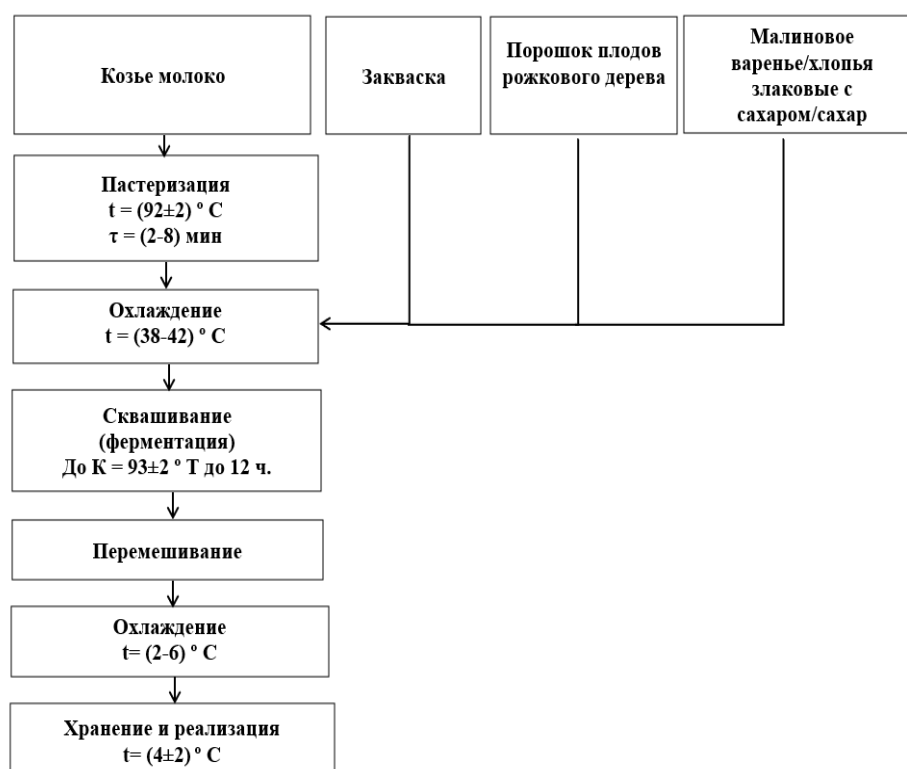 Козье молоко
Закваска
Порошок плодов
рожкового дерева
Малиновое
варенье/хлопья
злаковые с
сахаром/сахар
Пастеризация
t = (92±2) º С
τ = (2-8) мин
Охлаждение
t = (38-42) º С
Сквашивание
(ферментация)
До К = 93±2 º Т до 12 ч.
Перемешивание
Охлаждение
t= (2-6) º С
Хранение и реализация
t= (4±2) º С